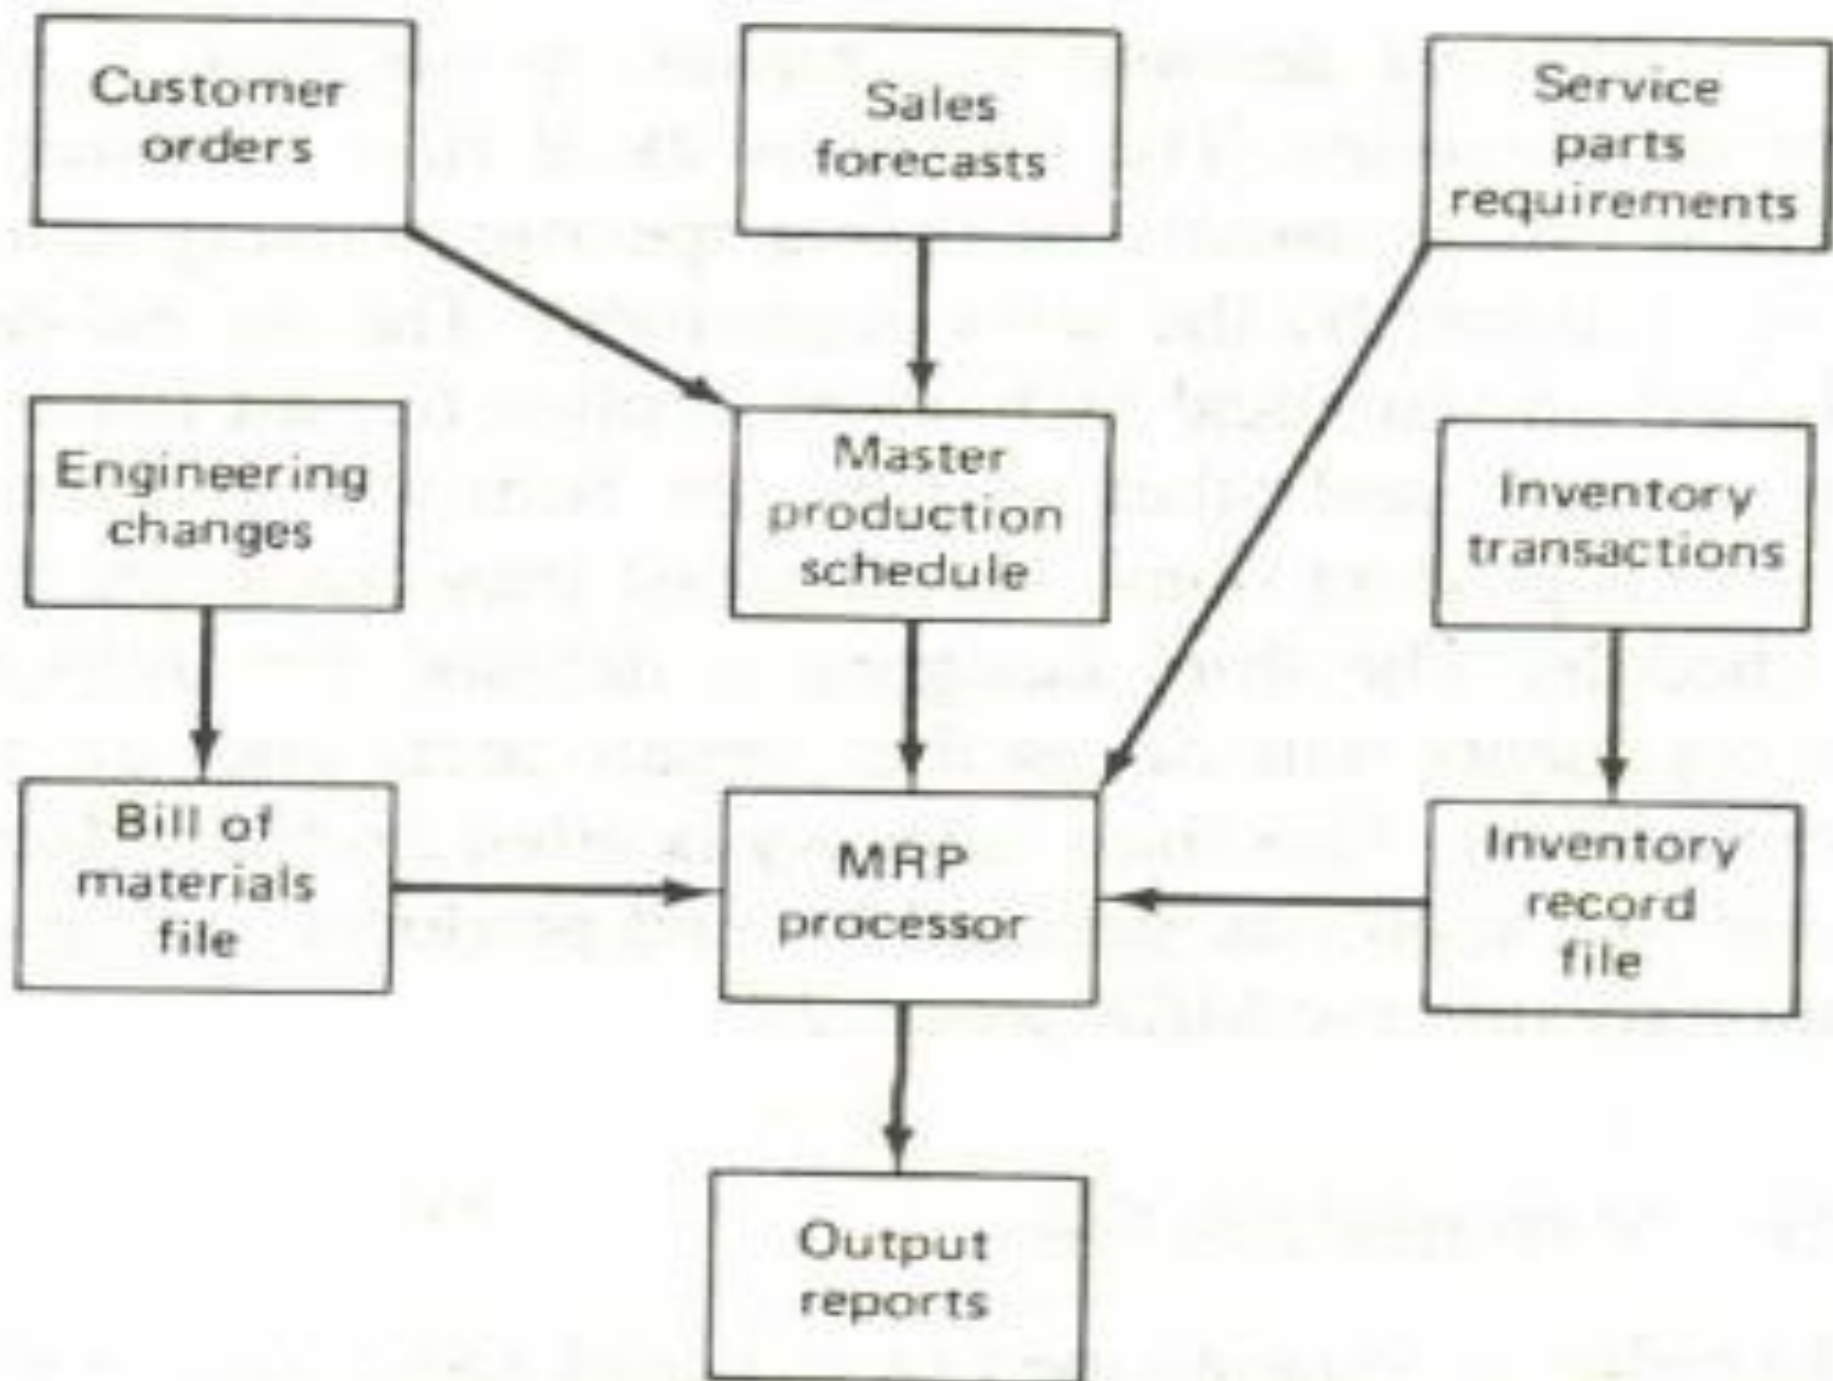 Customer
orders
Sales
forecasts
Service
parts
requirements
Engineering
changes
Master
production
schedule
Inventory
transactions
Bill of
materials
file
MRP
processor
Inventory
record
file
Output
reports